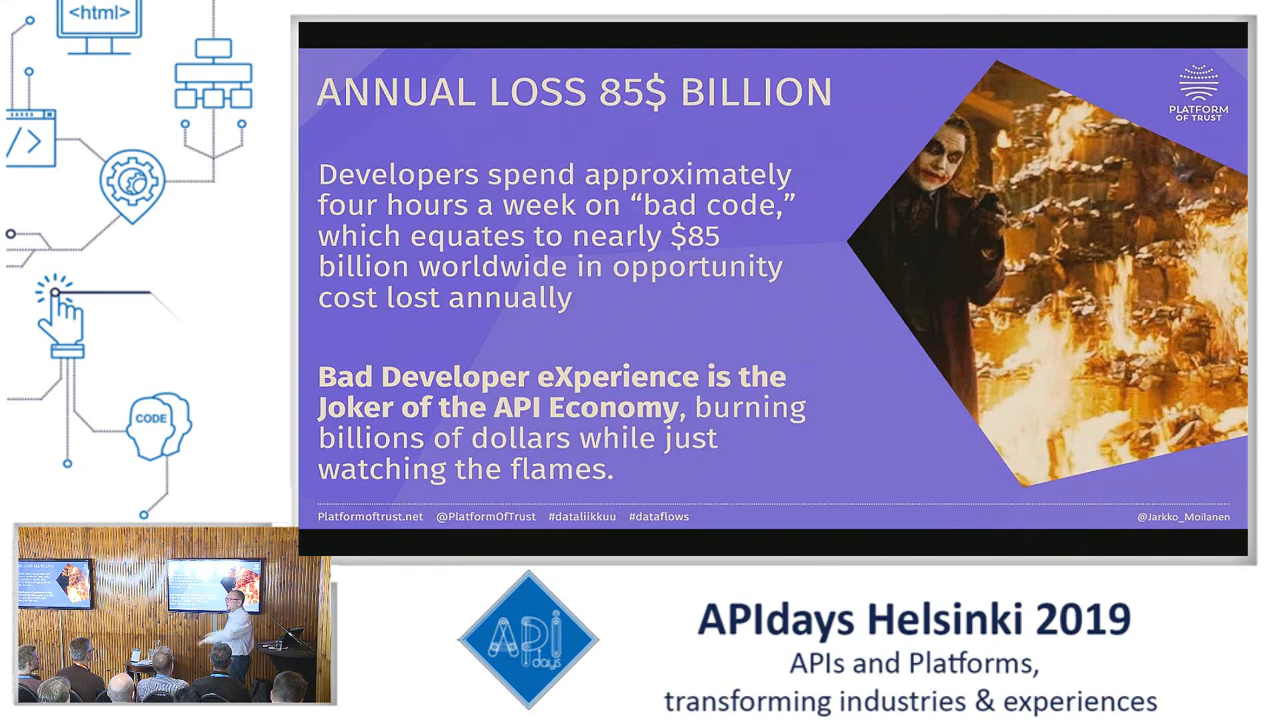 <html>
ANNUAL LOSS 85$ BILLION
PLATFORM
OF TRUST
Developers spend approximately
four hours a week on “bad code,”
which equates to nearly $85
billion worldwide in opportunity
cost lost annually
Bad Developer eXperience is the
Joker of the API Economy, burning
billions of dollars while just
watching the flames.
Platformoftrust.net @PlatformOfTrust #dataliikkuu #dataflows
@Jarkko_Moilanen
</>
CODE
API
days
APIdays Helsinki 2019
APIs and Platforms,
transforming industries & experiences